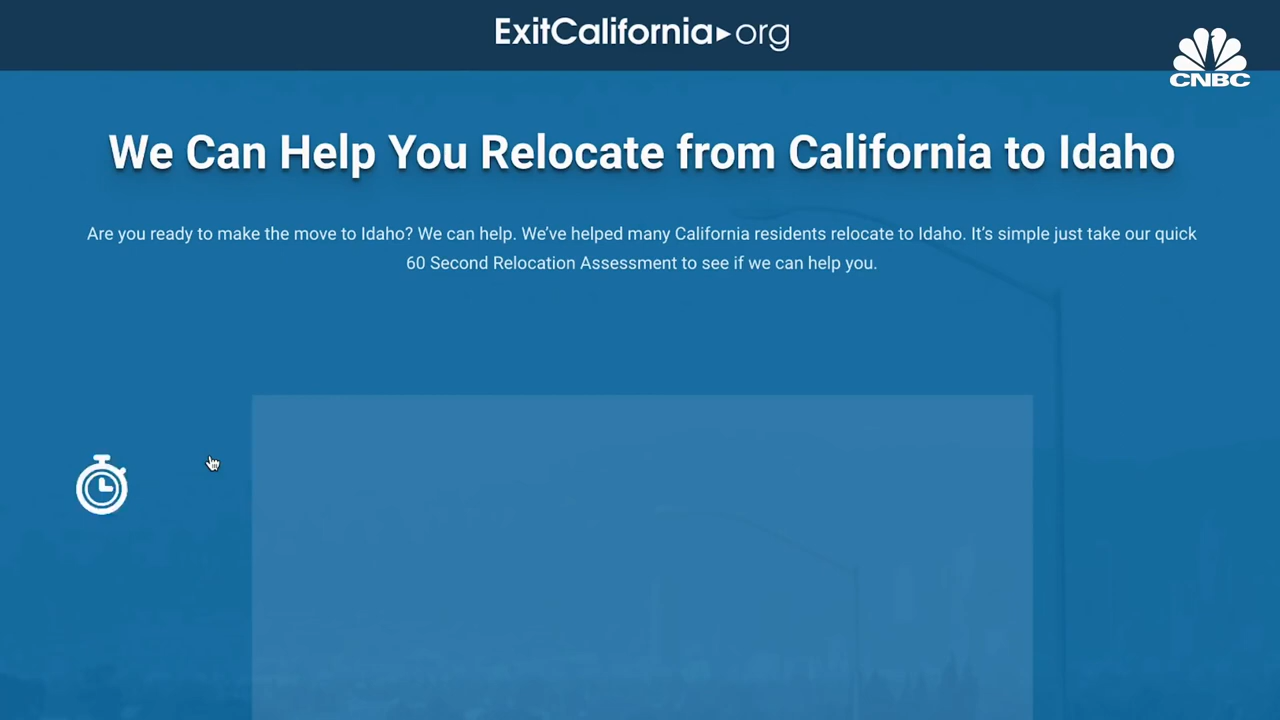 ExitCalifornia▸org
CNBC
We Can Help You Relocate from California to Idaho
Are you ready to make the move to Idaho? We can help. We’ve helped many California residents relocate to Idaho. It’s simple just take our quick
60 Second Relocation Assessment to see if we can help you.